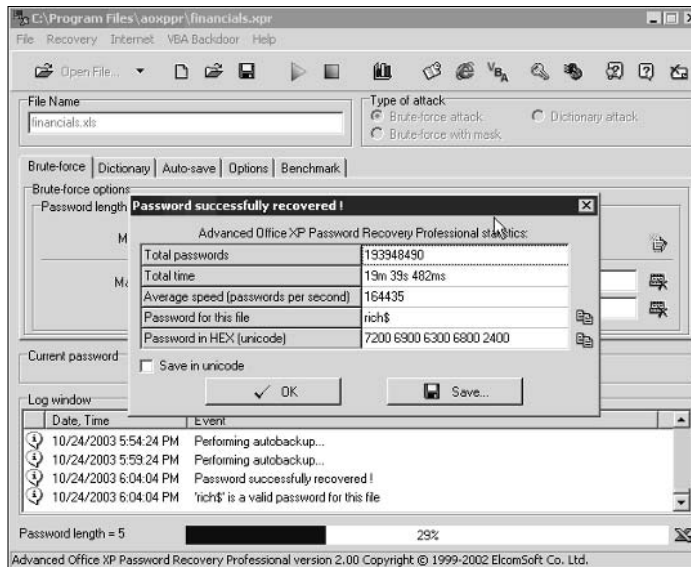 C:\Program Files\aoxppr\financials.xpr
File Recovery Internet VBA Backdoor Help
Open File...
VBA
File Name
financials.xls
Type of attack
Brute-force attack
Dictionary attack
Brute-force with mask
Brute-force Dictionary Auto-save Options Benchmark
Brute-force options
Password length
M
Ma
Password successfully recovered !
Advanced Office XP Password Recovery Professional statistics:
Total passwords 193948490
Total time 19m 39s 482ms
Average speed (passwords per second) 164435
Password for this file rich$
Password in HEX (unicode) 7200 6900 6300 6800 2400
Save in unicode
OK Save...
Current password
Log window
Date, Time Event
10/24/2003 5:54:24 PM Performing autobackup...
10/24/2003 5:59:24 PM Performing autobackup...
10/24/2003 6:04:04 PM Password successfully recovered !
10/24/2003 6:04:04 PM 'rich$' is a valid password for this file
Password length = 5 29%
Advanced Office XP Password Recovery Professional version 2.00 Copyright © 1999-2002 ElcomSoft Co. Ltd.